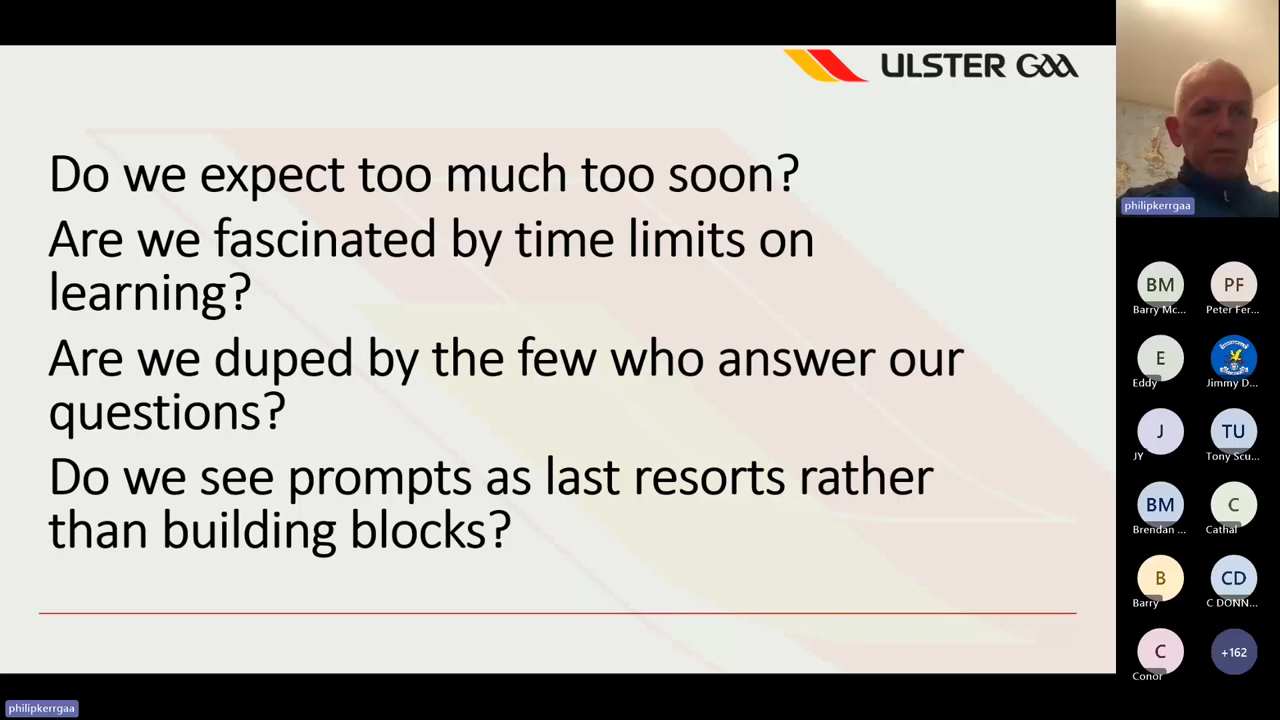 ULSTER GAA
Do we expect too much too soon?
Are we fascinated by time limits on
learning?
Are we duped by the few who answer our
questions?
Do we see prompts as last resorts rather
than building blocks?
philipkerrgaa
BM
Barry Mc...
PF
Peter Fer...
E
Eddy
Jimmy D...
J
JY
TU
Tony Scu...
BM
Brendan ...
C
Cathal
B
Barry
CD
C DONN...
C
Conor
+162
philipkerrgaa